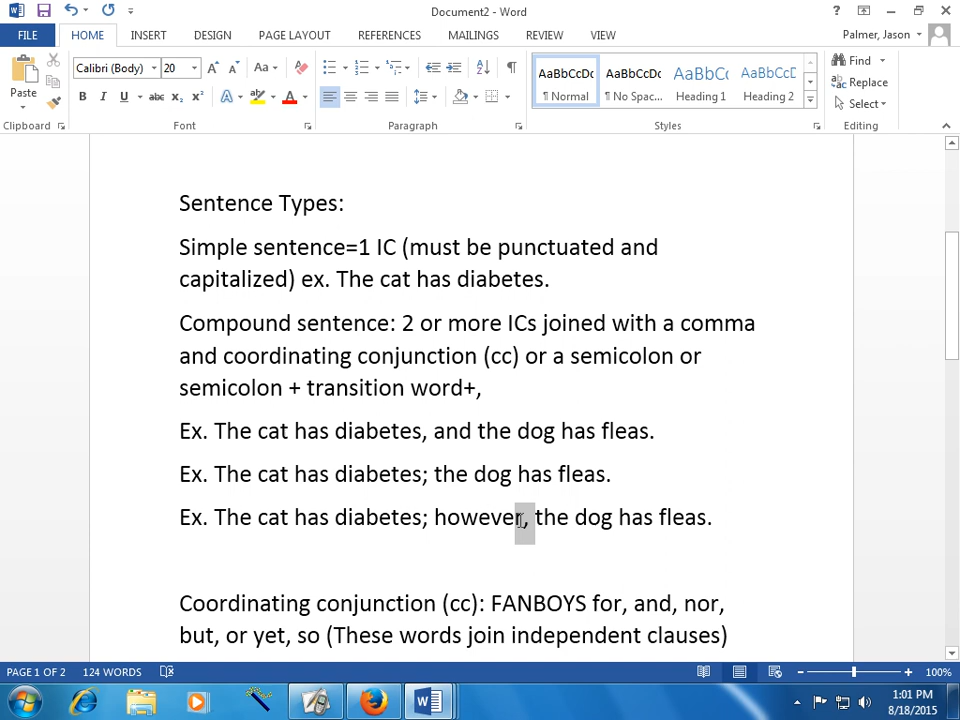 Document2 - Word
FILE HOME INSERT DESIGN PAGE LAYOUT REFERENCES MAILINGS REVIEW VIEW Palmer, Jason
Calibri (Body) 20 Aa AaBbCcDc AaBbCcDc AaBbCc AaBbCcD Find
Replace
Paste B I U abc x₂ x² A A ¶ Normal ¶ No Spac... Heading 1 Heading 2 Select
Clipboard Font Paragraph Styles Editing
Sentence Types:
Simple sentence=1 IC (must be punctuated and
capitalized) ex. The cat has diabetes.
Compound sentence: 2 or more ICs joined with a comma
and coordinating conjunction (cc) or a semicolon or
semicolon + transition word+,
Ex. The cat has diabetes, and the dog has fleas.
Ex. The cat has diabetes; the dog has fleas.
Ex. The cat has diabetes; however, the dog has fleas.
Coordinating conjunction (cc): FANBOYS for, and, nor,
but, or yet, so (These words join independent clauses)
PAGE 1 OF 2 124 WORDS 100%
1:01 PM
8/18/2015